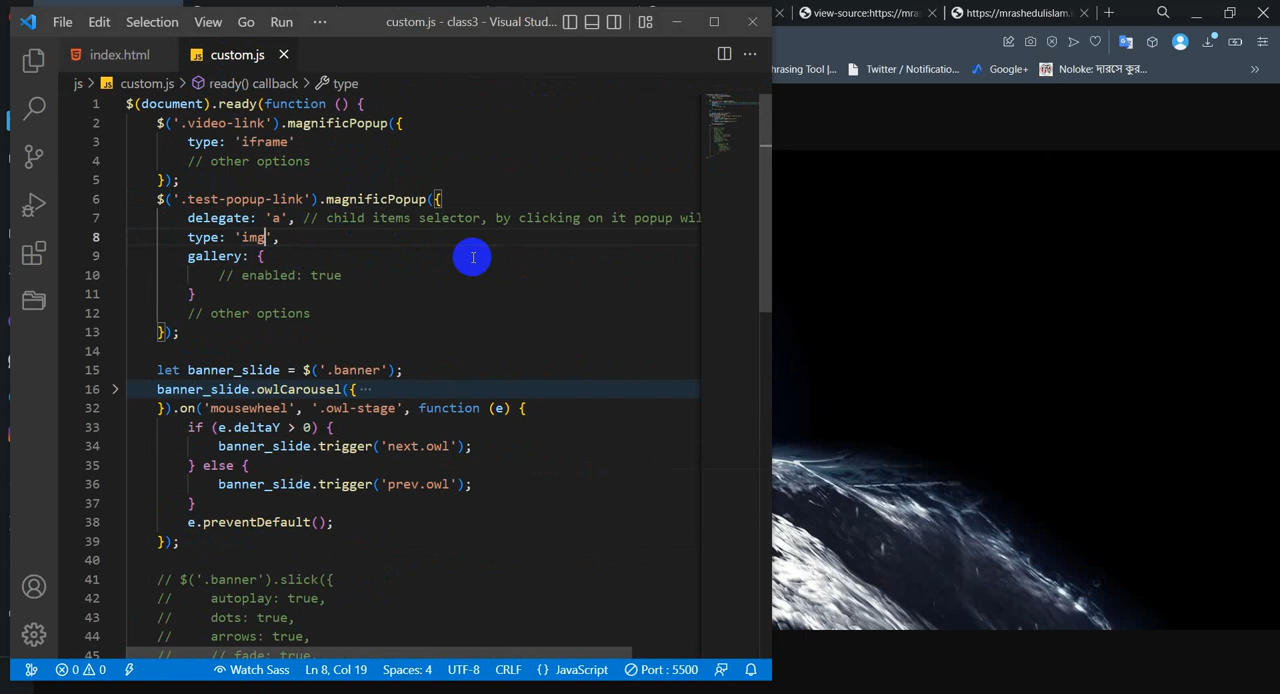 File Edit Selection View Go Run ··· custom.js - class3 - Visual Stud...
view-source:https://mra
https://mrashedulislam.i
index.html
custom.js
js > custom.js > ready() callback > type
hrasing Tool |...
Twitter / Notificatio...
Google+
Noloke: দারসে কুর...
1 $(document).ready(function () {
2 $('.video-link').magnificPopup({
3 type: 'iframe'
4 // other options
5 });
6 $('.test-popup-link').magnificPopup({
7 delegate: 'a', // child items selector, by clicking on it popup wil
8 type: 'img',
9 gallery: {
10 // enabled: true
11 }
12 // other options
13 });
14
15 let banner_slide = $('.banner');
16 banner_slide.owlCarousel({ ···
32 }).on('mousewheel', '.owl-stage', function (e) {
33 if (e.deltaY > 0) {
34 banner_slide.trigger('next.owl');
35 } else {
36 banner_slide.trigger('prev.owl');
37 }
38 e.preventDefault();
39 });
40
41 // $('.banner').slick({
42 // autoplay: true,
43 // dots: true,
44 // arrows: true,
45 // // fade: true,
0 0 Watch Sass Ln 8, Col 19 Spaces: 4 UTF-8 CRLF {} JavaScript Port : 5500